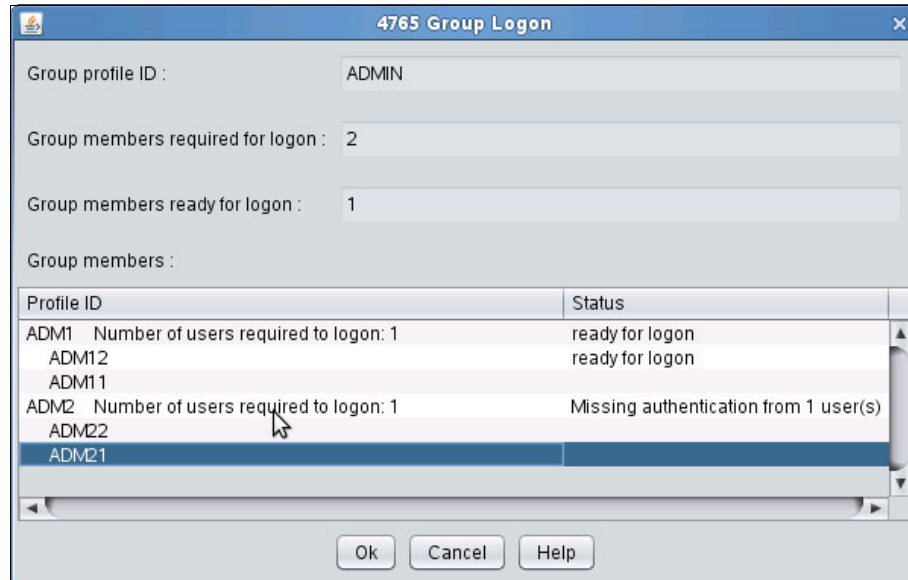 4765 Group Logon
Group profile ID : ADMIN
Group members required for logon : 2
Group members ready for logon : 1
Group members :
Profile ID Status
ADM1 Number of users required to logon: 1 ready for logon
ADM12 ready for logon
ADM11
ADM2 Number of users required to logon: 1 Missing authentication from 1 user(s)
ADM22
ADM21
Ok Cancel Help